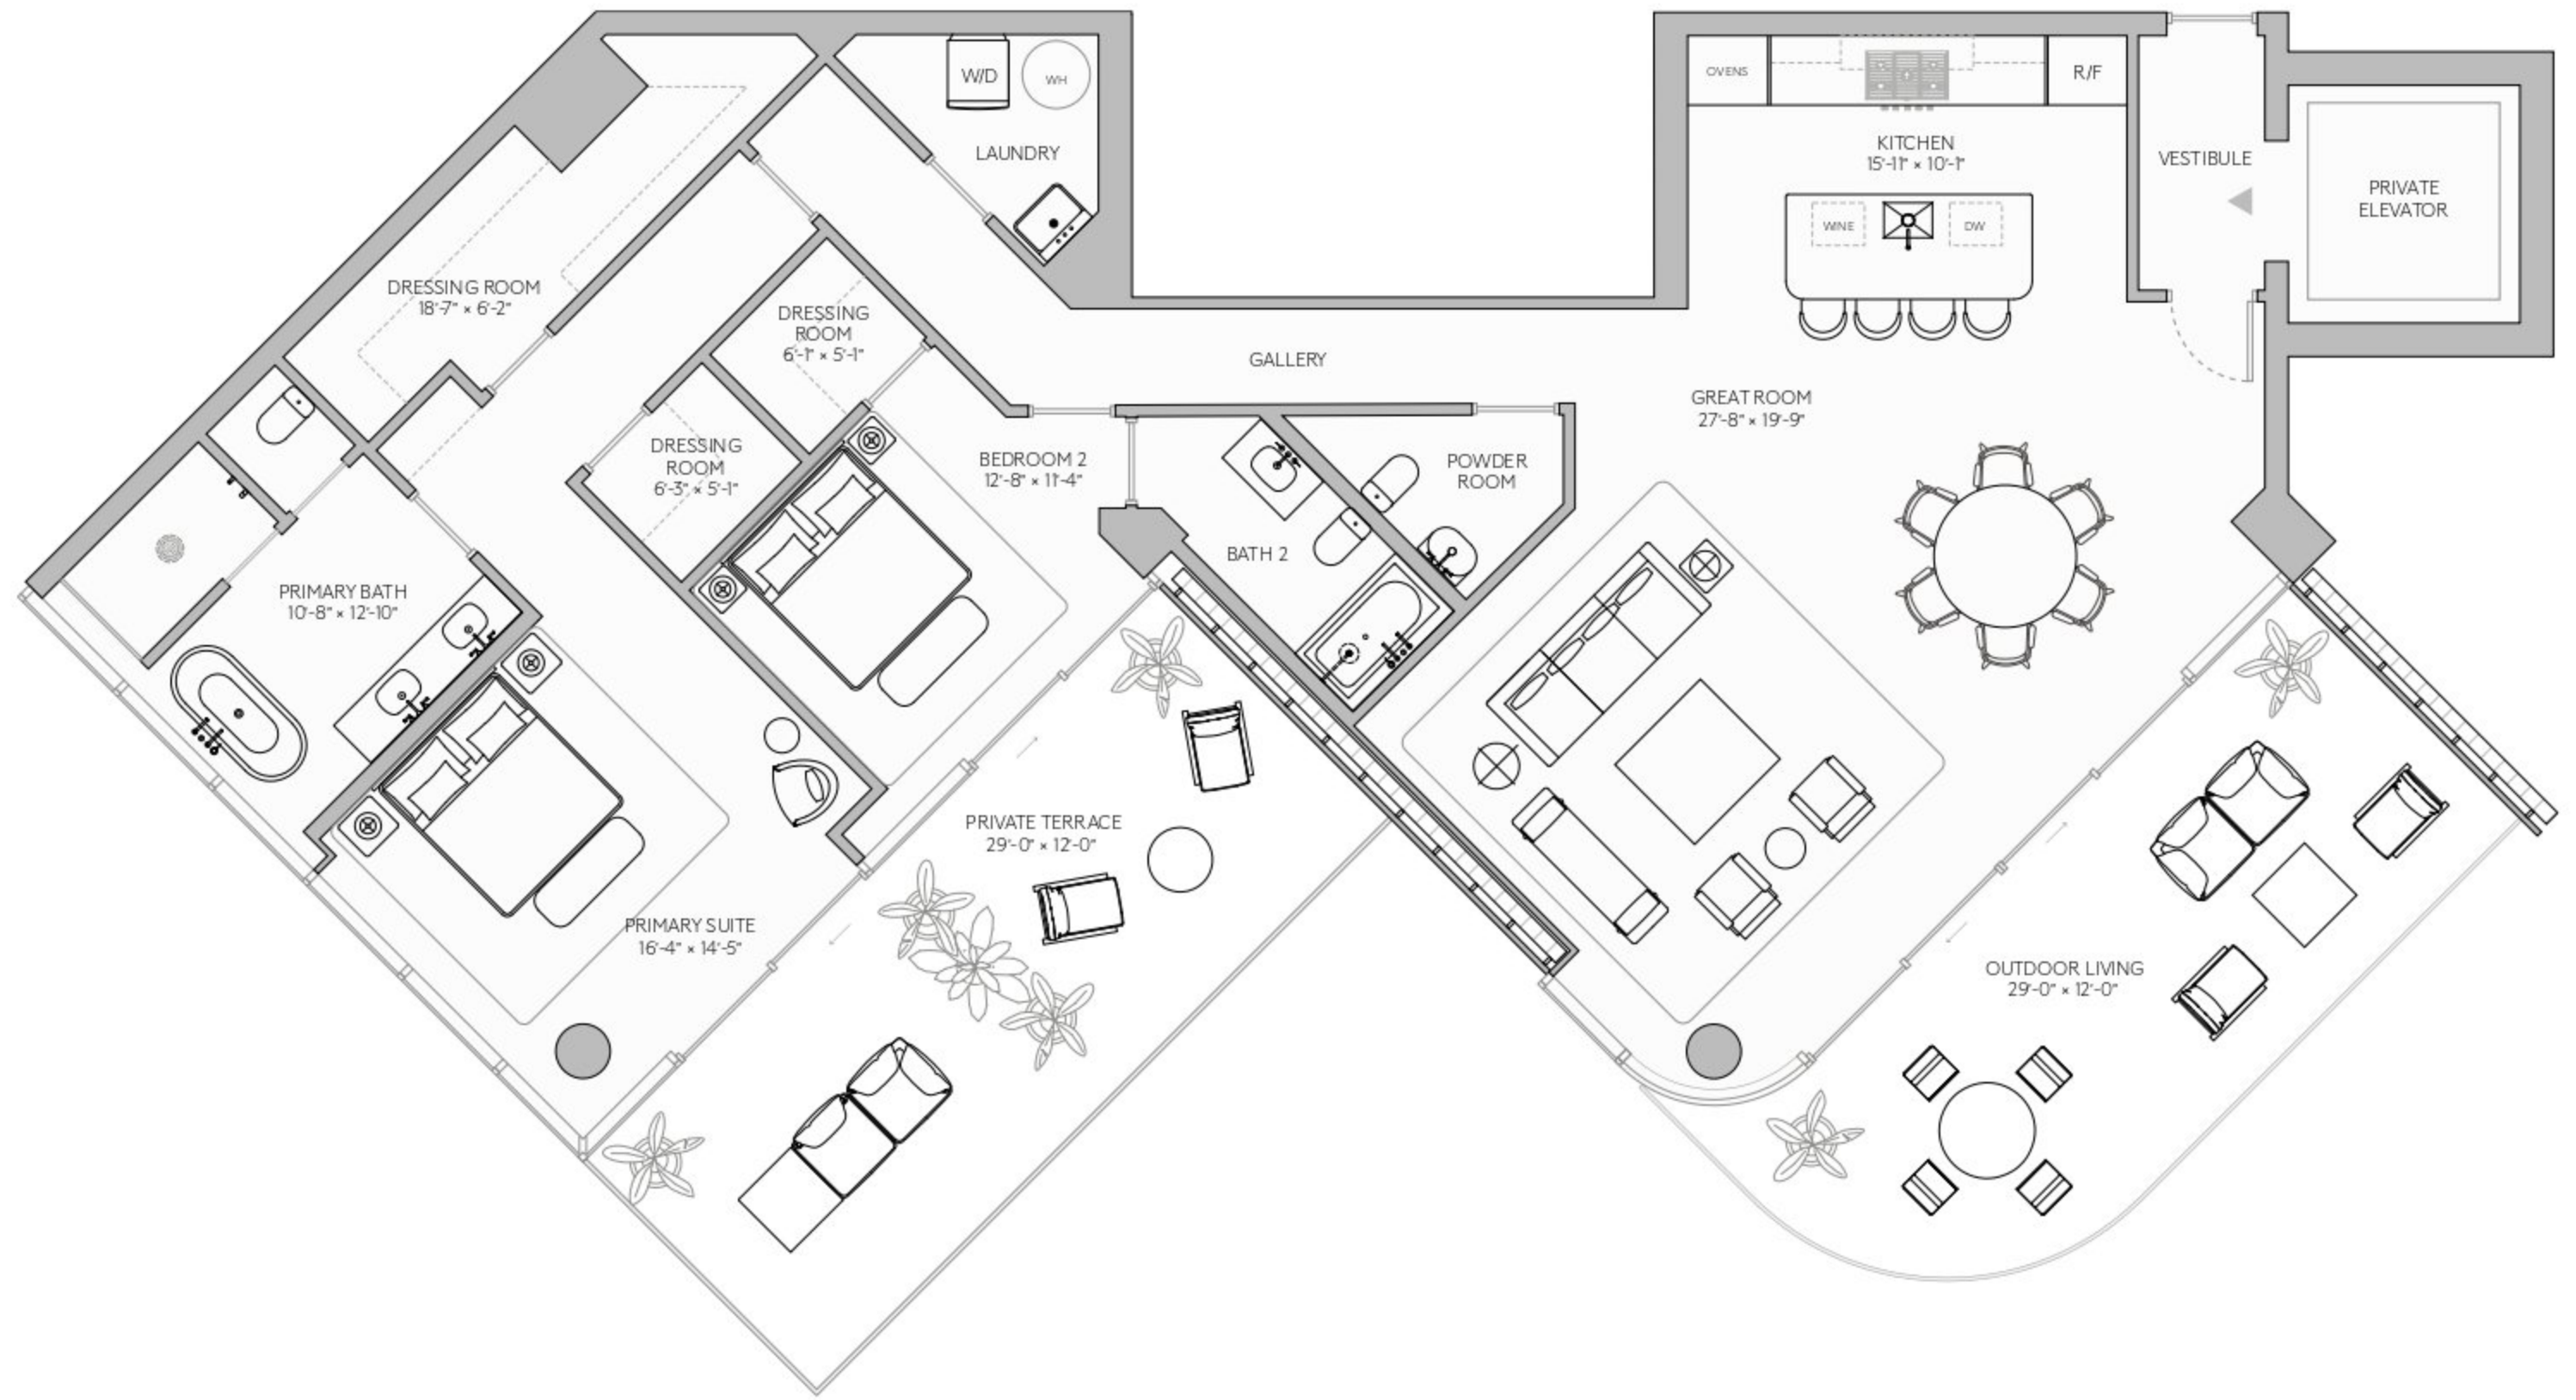 W/D
WH
LAUNDRY
OVENS
R/F
KITCHEN
15'-11" × 10'-1"
VESTIBULE
PRIVATE
ELEVATOR
WINE
DW
DRESSING ROOM
18'-7" × 6'-2"
DRESSING
ROOM
6'-1" × 5'-1"
GALLERY
GREAT ROOM
27'-8" × 19'-9"
DRESSING
ROOM
6'-3" × 5'-1"
BEDROOM 2
12'-8" × 11'-4"
POWDER
ROOM
BATH 2
PRIMARY BATH
10'-8" × 12'-10"
PRIVATE TERRACE
29'-0" × 12'-0"
PRIMARY SUITE
16'-4" × 14'-5"
OUTDOOR LIVING
29'-0" × 12'-0"